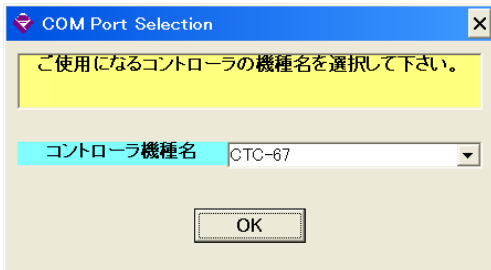 COM Port Selection
ご使用になるコントローラの機種名を選択して下さい。
コントローラ機種名
CTC-67
OK